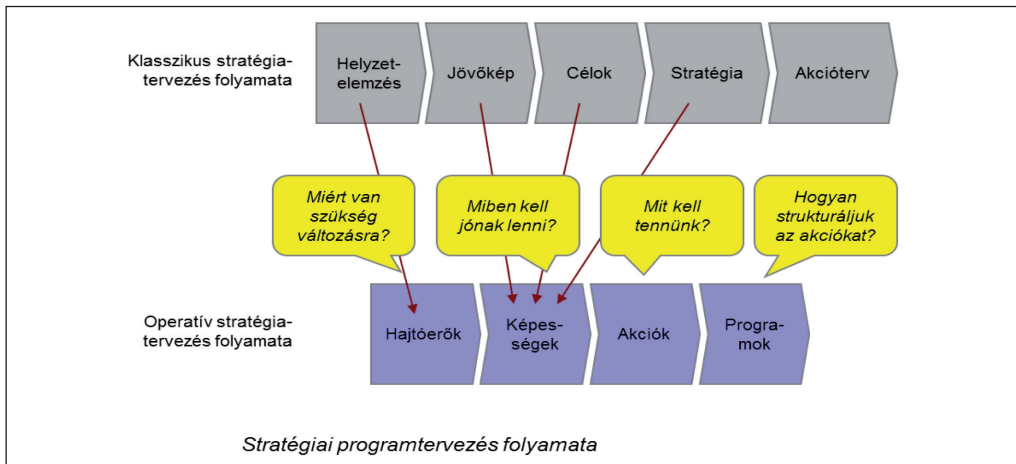 Klasszikus stratégia-
tervezés folyamata
Helyzet-
elemzés
Jövőkép
Célok
Stratégia
Akcióterv
Miért van
szükség
változásra?
Miben kell
jónak lenni?
Mit kell
tennünk?
Hogyan
strukturáljuk
az akciókat?
Operatív stratégia-
tervezés folyamata
Hajtóerők
Képes-
ségek
Akciók
Progra-
mok
Stratégiai programtervezés folyamata